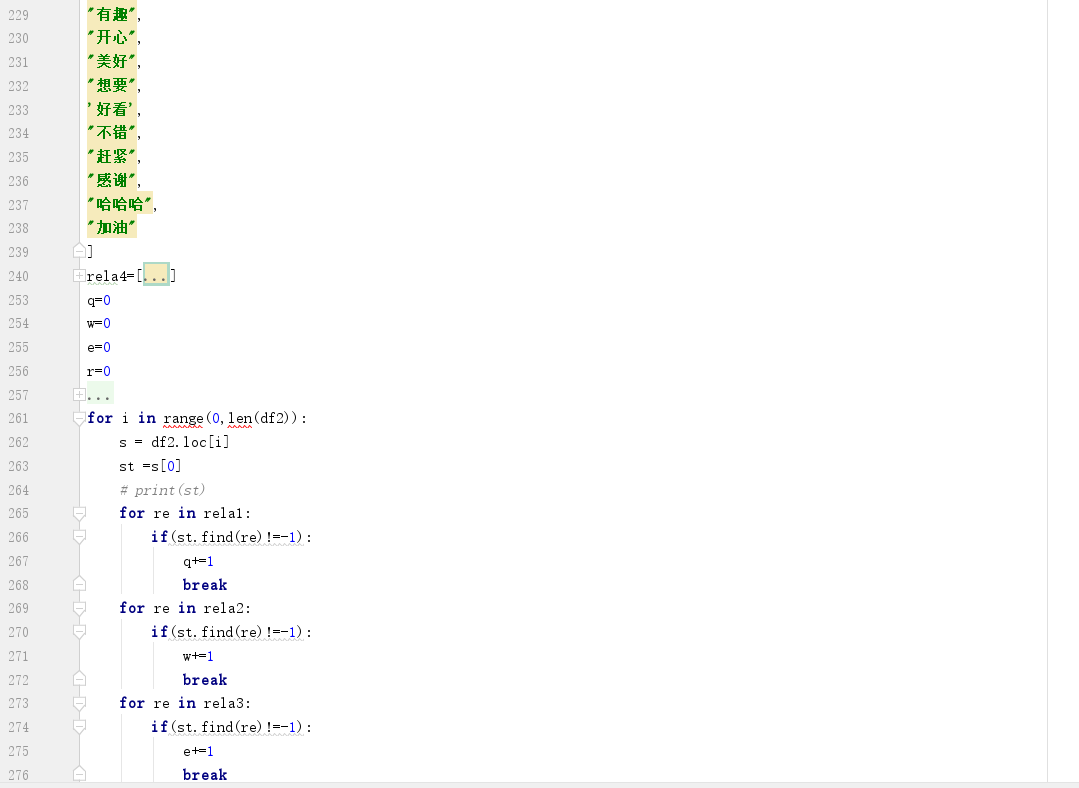 229 "有趣",
230 "开心",
231 "美好",
232 "想要",
233 '好看',
234 "不错",
235 "赶紧",
236 "感谢",
237 "哈哈哈",
238 "加油"
239 ]
240 rela4=[...]
253 q=0
254 w=0
255 e=0
256 r=0
257 ...
261 for i in range(0,len(df2)):
262     s = df2.loc[i]
263     st =s[0]
264     # print(st)
265     for re in rela1:
266         if(st.find(re)!=-1):
267             q+=1
268             break
269     for re in rela2:
270         if(st.find(re)!=-1):
271             w+=1
272             break
273     for re in rela3:
274         if(st.find(re)!=-1):
275             e+=1
276             break